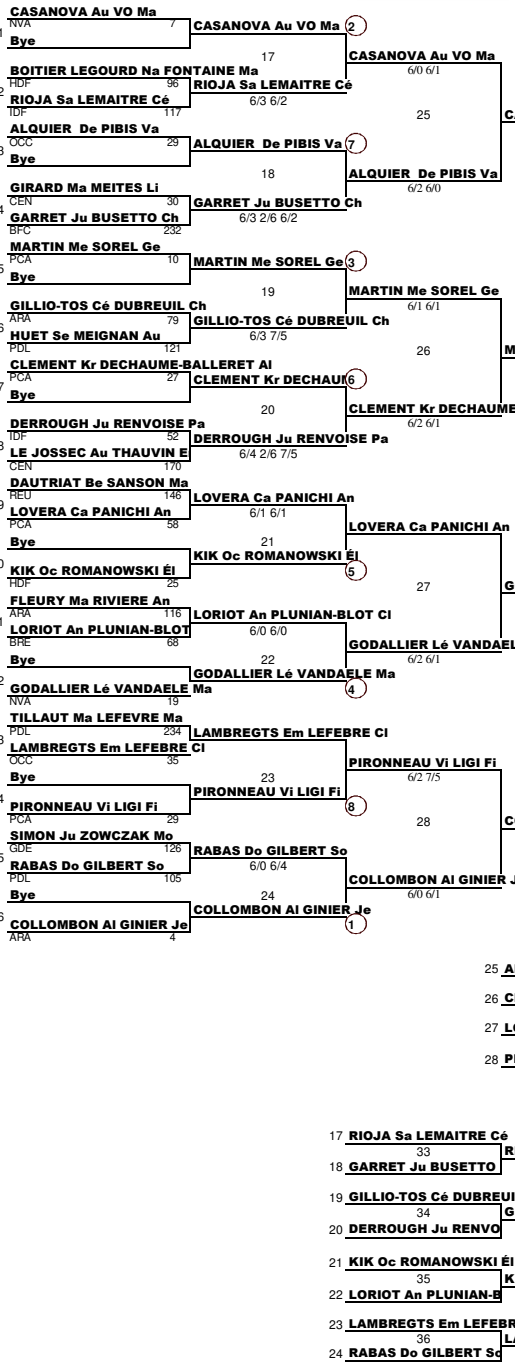 CASANOVA Au VO Ma
NVA 7
Bye
CASANOVA Au VO Ma 2
17
BOITIER LEGOURD Na FONTAINE Ma
HDF 96
RIOJA Sa LEMAITRE Cé
IDF 117
RIOJA Sa LEMAITRE Cé
6/3 6/2
CASANOVA Au VO Ma
6/0 6/1
25
ALQUIER De PIBIS Va
OCC 29
Bye
ALQUIER De PIBIS Va 7
18
GIRARD Ma MEITES Li
CEN 30
GARRET Ju BUSETTO Ch
BFC 232
GARRET Ju BUSETTO Ch
6/3 2/6 6/2
ALQUIER De PIBIS Va
6/2 6/0
MARTIN Me SOREL Ge
PCA 10
Bye
MARTIN Me SOREL Ge 3
19
GILLIO-TOS Cé DUBREUIL Ch
ARA 79
HUET Se MEIGNAN Au
PDL 121
GILLIO-TOS Cé DUBREUIL Ch
6/3 7/5
MARTIN Me SOREL Ge
6/1 6/1
26
M
CLEMENT Kr DECHAUME-BALLERET Al
PCA 27
Bye
CLEMENT Kr DECHAUM 6
20
DERROUGH Ju RENVOISE Pa
IDF 52
LE JOSSEC Au THAUVIN E
CEN 170
DERROUGH Ju RENVOISE Pa
6/4 2/6 7/5
CLEMENT Kr DECHAUME
6/2 6/1
DAUTRIAT Be SANSON Ma
REU 146
LOVERA Ca PANICHI An
PCA 58
LOVERA Ca PANICHI An
6/1 6/1
21
Bye
KIK Oc ROMANOWSKI Él
HDF 25
KIK Oc ROMANOWSKI Él
5
LOVERA Ca PANICHI An
27
G
FLEURY Ma RIVIERE An
ARA 116
LORIOT An PLUNIAN-BLOT
BRE 68
LORIOT An PLUNIAN-BLOT Cl
6/0 6/0
22
Bye
GODALLIER Lé VANDAELE Ma
NVA 19
GODALLIER Lé VANDAELE Ma
4
GODALLIER Lé VANDAEL
6/2 6/1
TILLAUT Ma LEFEVRE Ma
PDL 234
LAMBREGTS Em LEFEBRE Cl
OCC 35
LAMBREGTS Em LEFEBRE Cl
23
Bye
PIRONNEAU Vi LIGI Fi
PCA 29
PIRONNEAU Vi LIGI Fi
8
PIRONNEAU Vi LIGI Fi
6/2 7/5
28
SIMON Ju ZOWCZAK Mo
GDE 126
RABAS Do GILBERT So
PDL 105
RABAS Do GILBERT So
6/0 6/4
24
Bye
COLLOMBON Al GINIER Je
ARA 4
COLLOMBON Al GINIER Je
1
COLLOMBON Al GINIER J
6/0 6/1
25
26
27
28
17 RIOJA Sa LEMAITRE Cé
33
18 GARRET Ju BUSETTO
19 GILLIO-TOS Cé DUBREUI
34 G
20 DERROUGH Ju RENVO
21 KIK Oc ROMANOWSKI Él
35 K
22 LORIOT An PLUNIAN-B
23 LAMBREGTS Em LEFEBR
36
24 RABAS Do GILBERT So